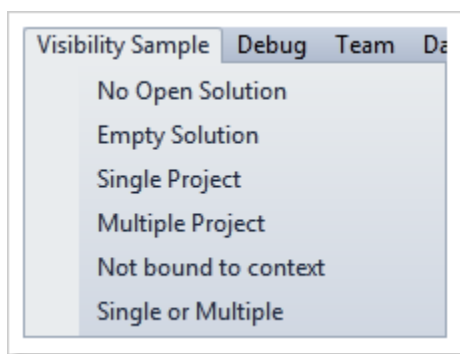 Visibility Sample Debug Team Da
No Open Solution
Empty Solution
Single Project
Multiple Project
Not bound to context
Single or Multiple